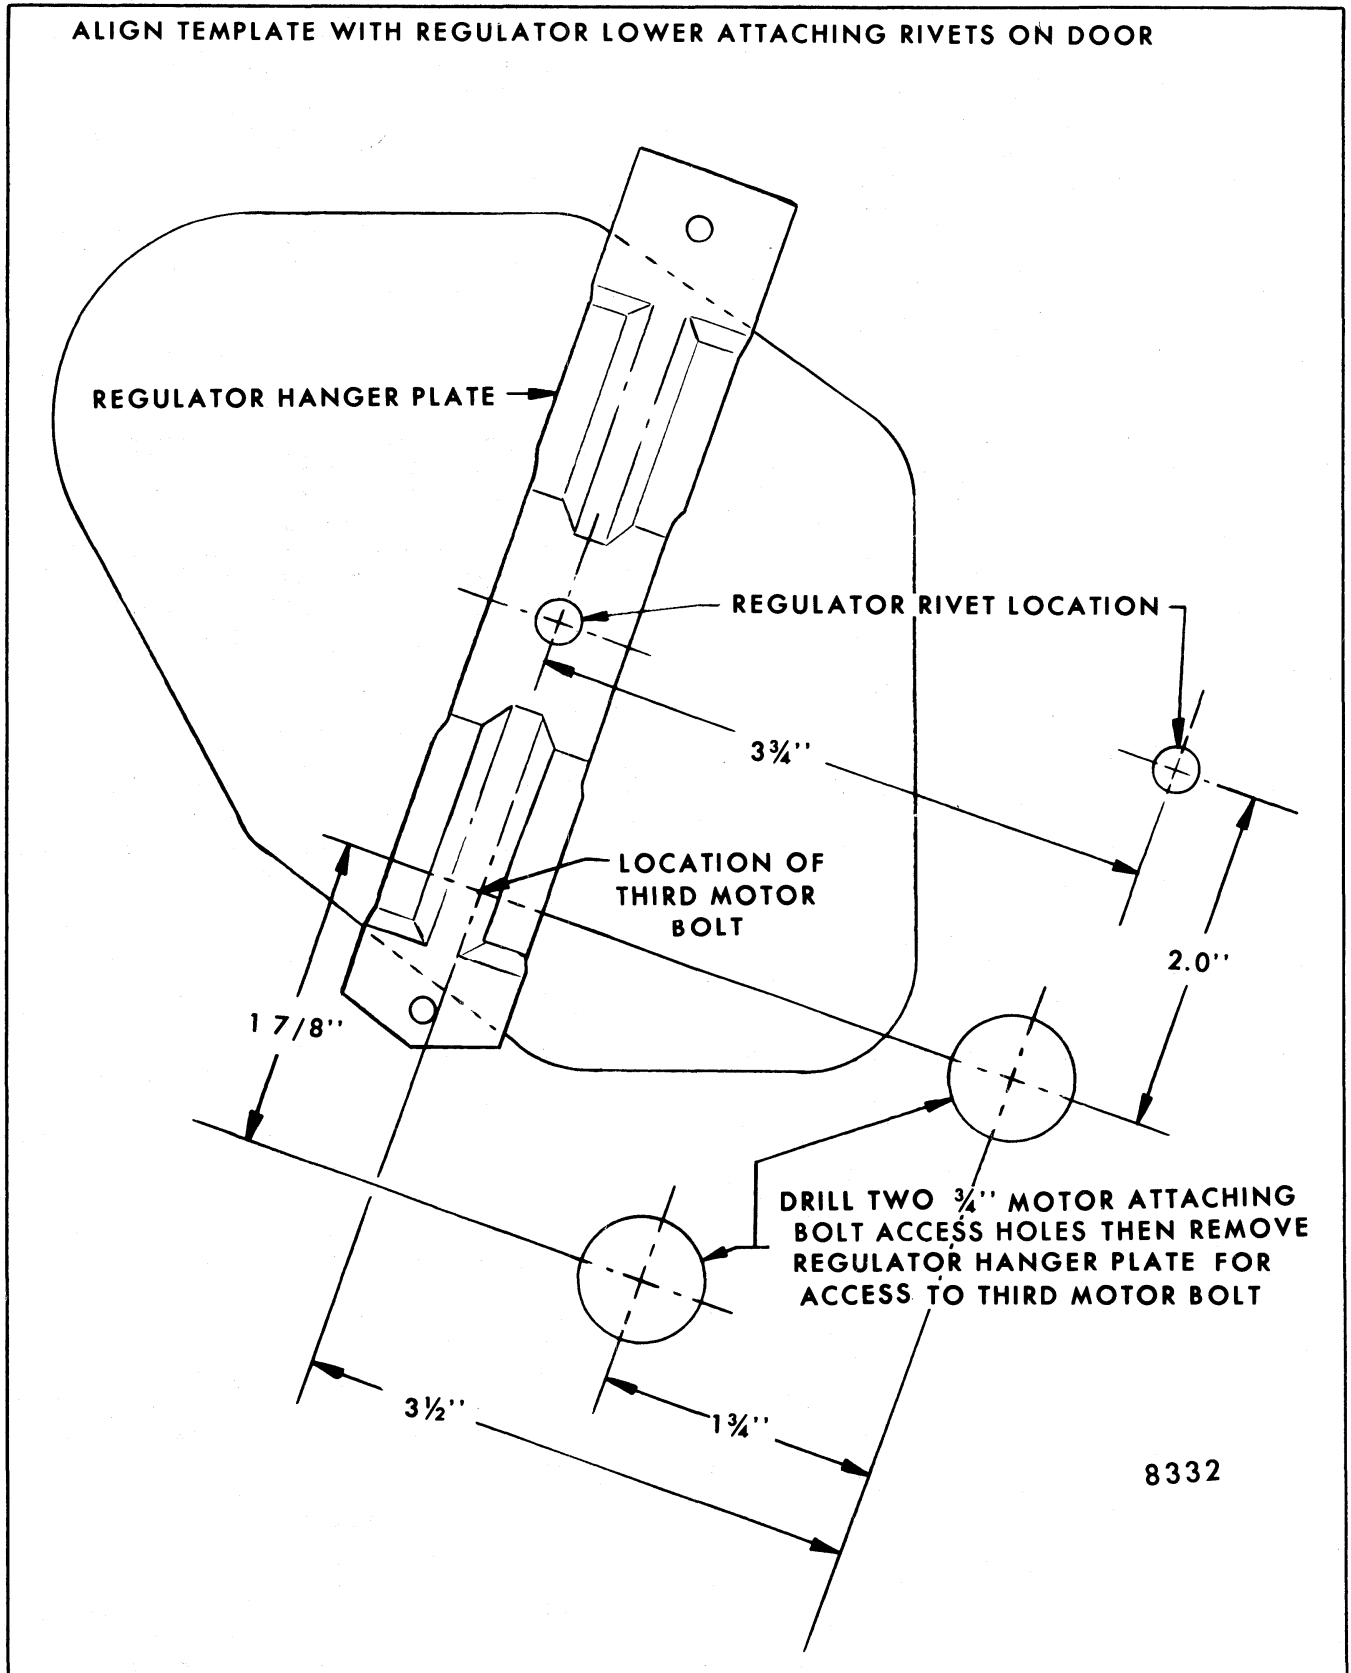 ALIGN TEMPLATE WITH REGULATOR LOWER ATTACHING RIVETS ON DOOR
REGULATOR HANGER PLATE
REGULATOR RIVET LOCATION
3¾''
LOCATION OF
THIRD MOTOR
BOLT
2.0''
1 7/8''
DRILL TWO ¾'' MOTOR ATTACHING
BOLT ACCESS HOLES THEN REMOVE
REGULATOR HANGER PLATE FOR
ACCESS TO THIRD MOTOR BOLT
3½''
1¾''
8332